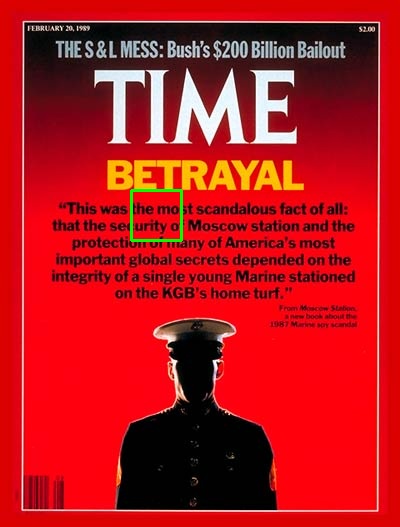 FEBRUARY 20, 1989
$2.00
THE S & L MESS: Bush's $200 Billion Bailout
TIME
BETRAYAL
“This was the most scandalous fact of all:
that the security of Moscow station and the
protection of many of America's most
important global secrets depended on the
integrity of a single young Marine stationed
on the KGB's home turf.”
From Moscow Station,
a new book about the
1987 Marine spy scandal